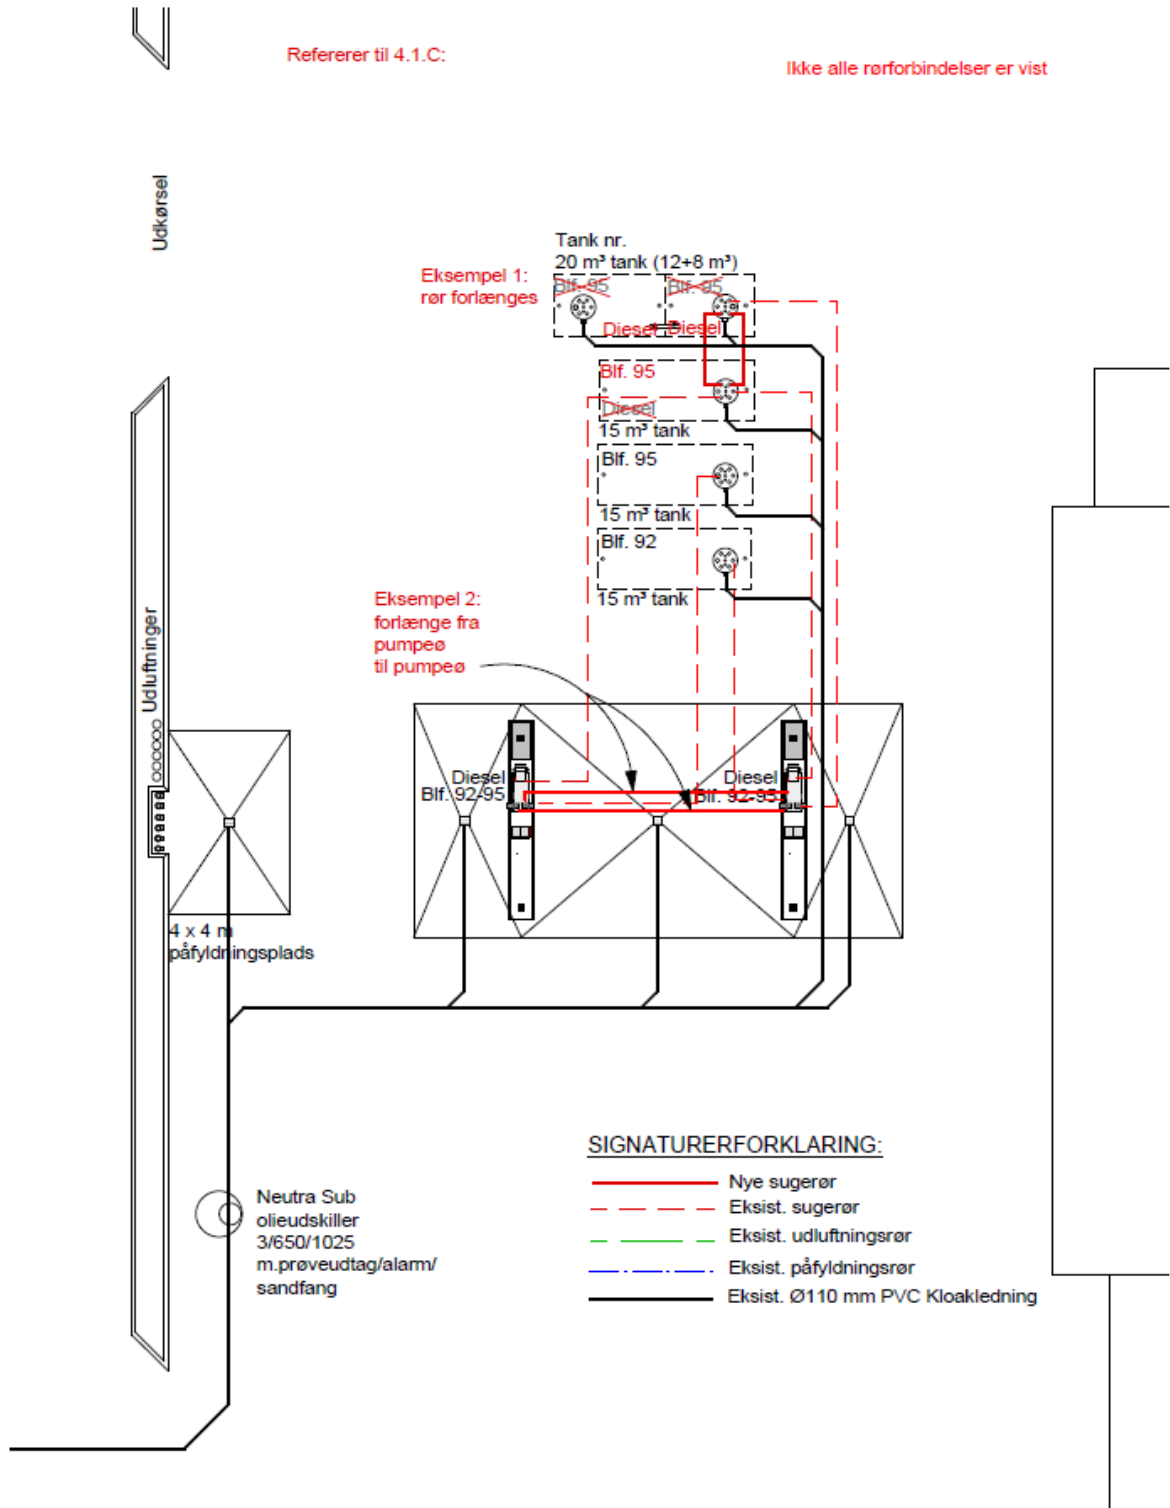 Refererer til 4.1.C:
Ikke alle rørforbindelser er vist
Udkørsel
Tank nr.
20 m³ tank (12+8 m³)
Eksempel 1:
rør forlænges
Blf. 95
Blf. 95
Diesel
Diesel
Blf. 95
Diesel
15 m³ tank
Blf. 95
15 m³ tank
Blf. 92
15 m³ tank
Eksempel 2:
forlænge fra
pumpeø
til pumpeø
Udluftninger
Diesel
Blf. 92-95
Diesel
Blf. 92-95
4 x 4 m
påfyldningsplads
Neutra Sub
olieudskiller
3/650/1025
m.prøveudtag/alarm/
sandfang
SIGNATURERFORKLARING:
Nye sugerør
Eksist. sugerør
Eksist. udluftningsrør
Eksist. påfyldningsrør
Eksist. Ø110 mm PVC Kloakledning